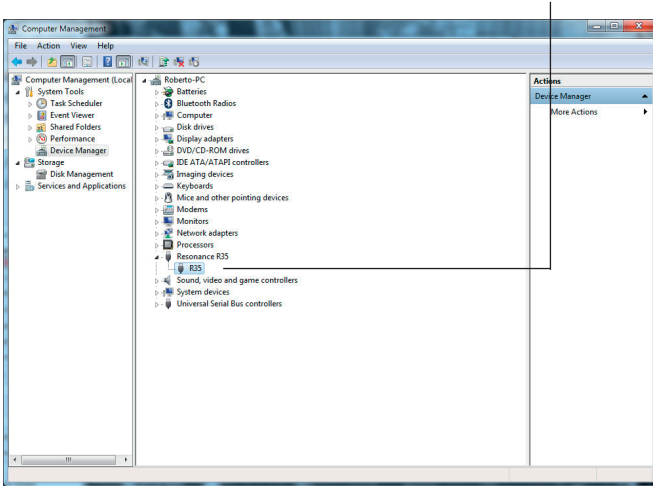 Computer Management
File Action View Help
Computer Management (Local
System Tools
Task Scheduler
Event Viewer
Shared Folders
Performance
Device Manager
Storage
Disk Management
Services and Applications
Roberto-PC
Batteries
Bluetooth Radios
Computer
Disk drives
Display adapters
DVD/CD-ROM drives
IDE ATA/ATAPI controllers
Imaging devices
Keyboards
Mice and other pointing devices
Modems
Monitors
Network adapters
Processors
Resonance R35
R35
Sound, video and game controllers
System devices
Universal Serial Bus controllers
Actions
Device Manager
More Actions